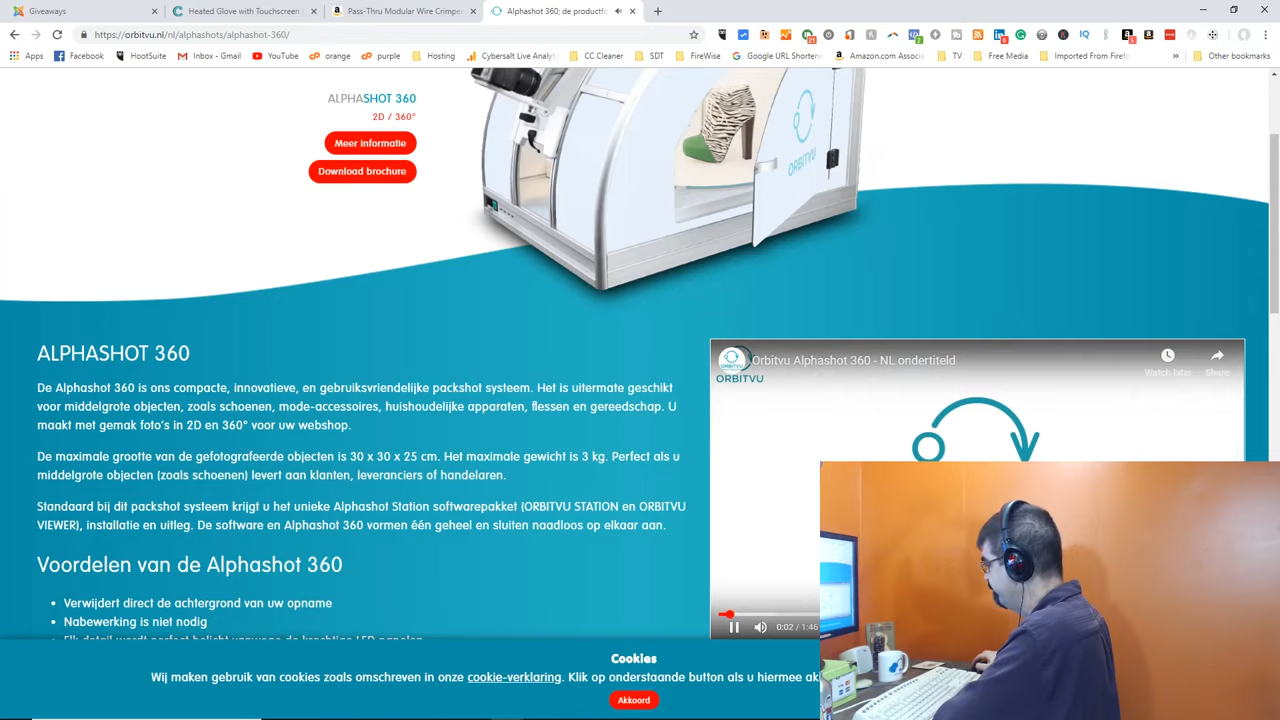 Giveaways
Heated Glove with Touchscreen
Pass-Thru Modular Wire Crimper
Alphashot 360; de productfo
https://orbitvu.nl/nl/alphashots/alphashot-360/
Apps
Facebook
HootSuite
Inbox - Gmail
YouTube
orange
purple
Hosting
Cybersalt Live Analyt
CC Cleaner
SDT
FireWise
Google URL Shorten
Amazon.com Associa
TV
Free Media
Imported From Firef
»
Other bookmarks
ALPHASHOT 360
2D / 360°
Meer informatie
Download brochure
ORBITVU
ALPHASHOT 360
De Alphashot 360 is ons compacte, innovatieve, en gebruiksvriendelijke packshot systeem. Het is uitermate geschikt
voor middelgrote objecten, zoals schoenen, mode-accessoires, huishoudelijke apparaten, flessen en gereedschap. U
maakt met gemak foto's in 2D en 360° voor uw webshop.
De maximale grootte van de gefotografeerde objecten is 30 x 30 x 25 cm. Het maximale gewicht is 3 kg. Perfect als u
middelgrote objecten (zoals schoenen) levert aan klanten, leveranciers of handelaren.
Standaard bij dit packshot systeem krijgt u het unieke Alphashot Station softwarepakket (ORBITVU STATION en ORBITVU
VIEWER), installatie en uitleg. De software en Alphashot 360 vormen één geheel en sluiten naadloos op elkaar aan.
Voordelen van de Alphashot 360
• Verwijdert direct de achtergrond van uw opname
• Nabewerking is niet nodig
• Elk detail wordt perfect belicht vanwege de krachtige LED panelen
Orbitvu Alphashot 360 - NL ondertiteld
ORBITVU
Watch later
Share
0:02 / 1:46
Cookies
Wij maken gebruik van cookies zoals omschreven in onze cookie-verklaring. Klik op onderstaande button als u hiermee ak
Akkoord